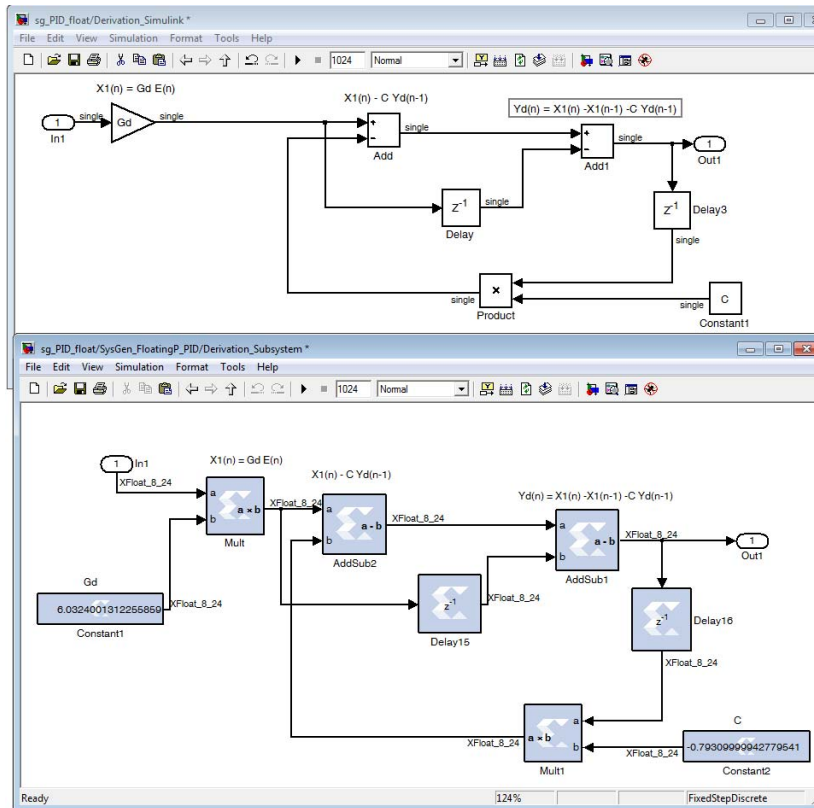 sg_PID_float/Derivation_Simulink *
File Edit View Simulation Format Tools Help
1024 Normal
X1(n) = Gd E(n)
X1(n) - C Yd(n-1)
Yd(n) = X1(n) -X1(n-1) -C Yd(n-1)
1 single Gd single + - single + - single 1
In1
Add
Add1
Out1
Z-1 single
Z-1 Delay3
Delay
single
× single
C
single
Product
Constant1
sg_PID_float/SysGen_FloatingP_PID/Derivation_Subsystem *
File Edit View Simulation Format Tools Help
1024 Normal
1 In1
X1(n) = Gd E(n)
X1(n) - C Yd(n-1)
Yd(n) = X1(n) -X1(n-1) -C Yd(n-1)
XFloat_8_24
a b a × b
XFloat_8_24
a b a - b
XFloat_8_24
a b a - b
XFloat_8_24
1
Mult
AddSub2
AddSub1
Out1
Gd
XFloat_8_24
6.0324001312255859
Constant1
z-1
XFloat_8_24
Delay15
z-1
Delay16
XFloat_8_24
a b a × b
XFloat_8_24
C
XFloat_8_24
-0.79309999942779541
Mult1
Constant2
Ready 124% FixedStepDiscrete